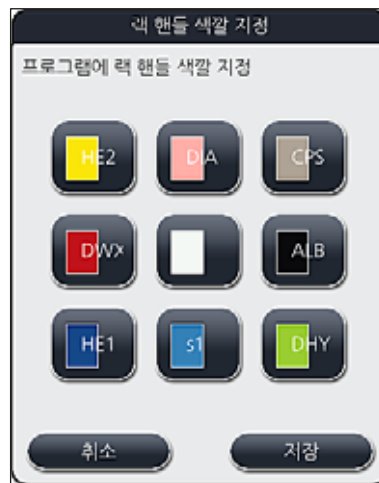 랙 핸들 색깔 지정
프로그램에 랙 핸들 색깔 지정
HE2 DIA CPS
DWX ALB
HE1 s1 DHY
취소 지장